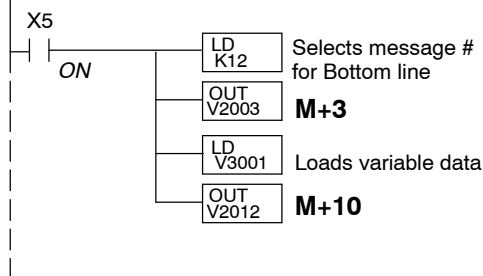 X5
ON
LD
K12
Selects message #
for Bottom line
OUT
V2003
M+3
LD
V3001
Loads variable data
OUT
V2012
M+10